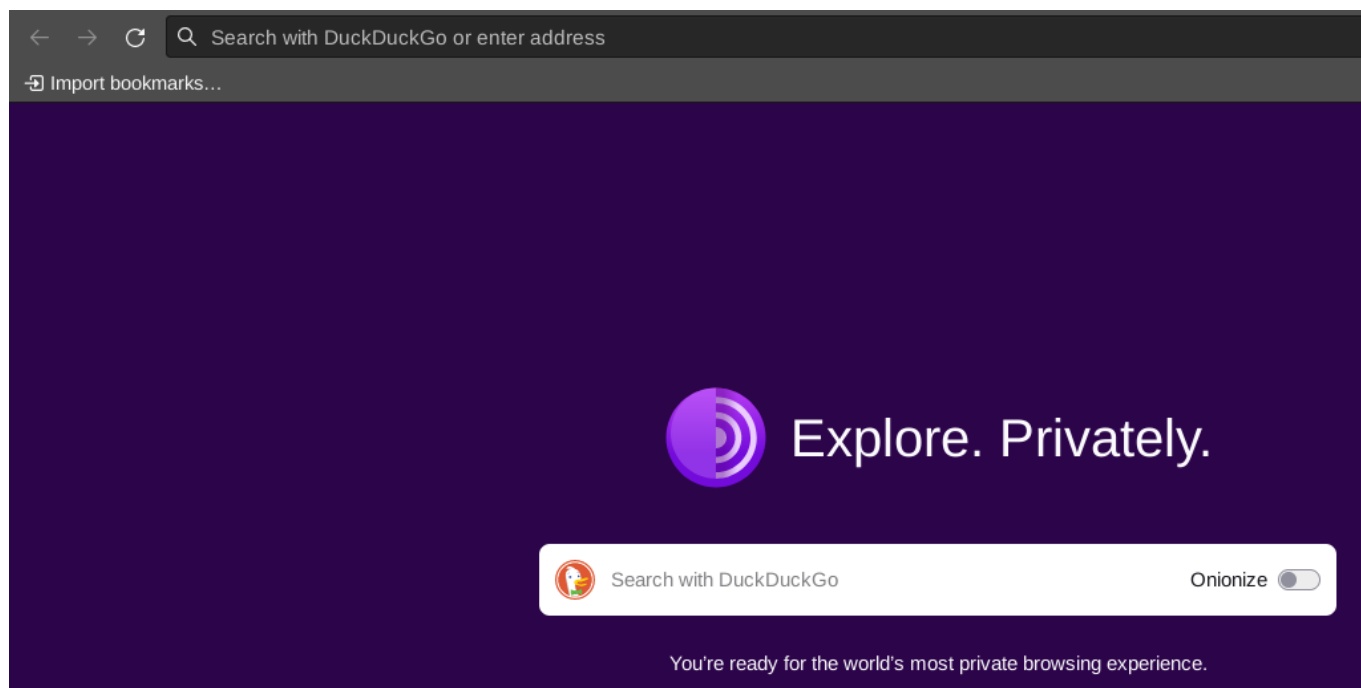 Search with DuckDuckGo or enter address
Import bookmarks…
Explore. Privately.
Search with DuckDuckGo
Onionize
You’re ready for the world’s most private browsing experience.